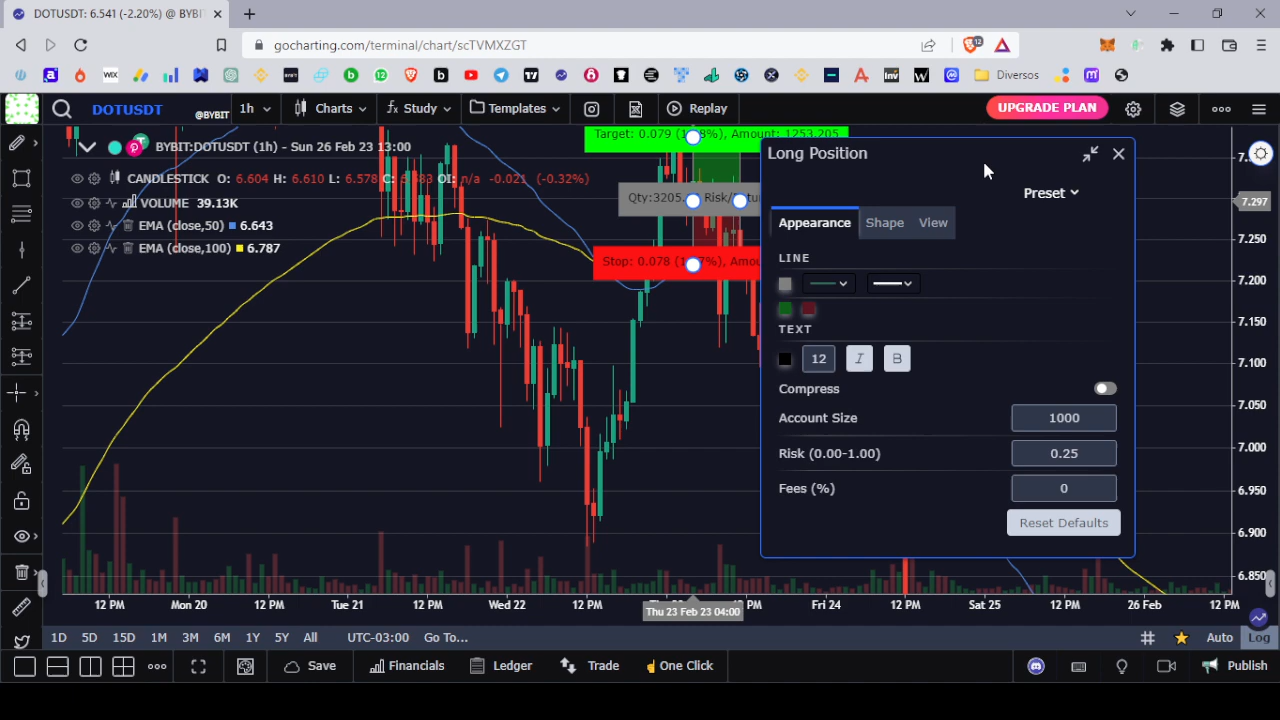 DOTUSDT: 6.541 (-2.20%) @ BYB
gocharting.com/terminal/chart/scTVMXZGT
12
WIX
Diversos
DOTUSDT @BYBIT 1h Charts Study Templates Replay UPGRADE PLAN
BYBIT:DOTUSDT (1h) - Sun 26 Feb 23 13:00
CANDLESTICK O: 6.604 H: 6.610 L: 6.578 C: OI: n/a -0.021 (-0.32%)
VOLUME 39.13K
EMA (close,50) 6.643
EMA (close,100) 6.787
Target: 0.079 Amount: 1253.205
Qty:3205.
Stop: 0.078
Long Position
Preset
Appearance Shape View
LINE
TEXT
12 I B
Compress
Account Size 1000
Risk (0.00-1.00) 0.25
Fees (%) 0
Reset Defaults
7.297
7.250
7.200
7.150
7.100
7.050
7.000
6.950
6.900
6.850
12 PM Mon 20 12 PM Tue 21 12 PM Wed 22 12 PM Thu 23 Feb 23 04:00 PM Fri 24 12 PM Sat 25 12 PM 26 Feb 12 PM
1D 5D 15D 1M 3M 6M 1Y 5Y All UTC-03:00 Go To... Auto Log
Save Financials Ledger Trade One Click Publish